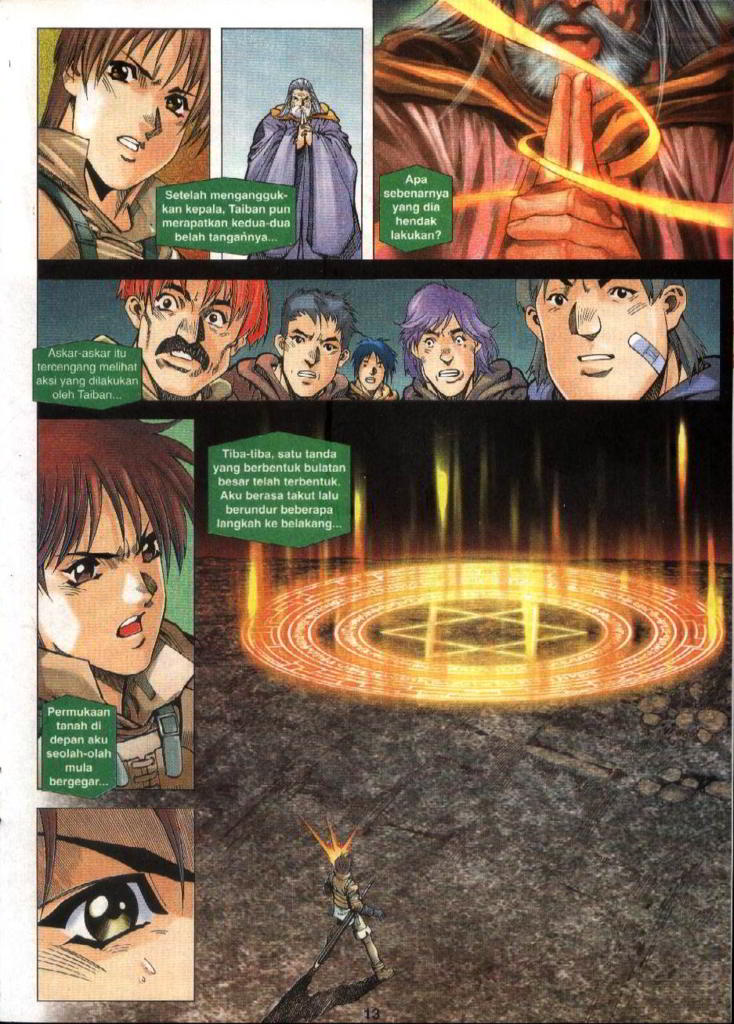 Setelah menganggук-
kan kepala, Taiban pun
merapatkan kedua-dua
belah tangannya...
Apa
sebenarnya
yang dia
hendak
lakukan?
Askar-askar itu
tercengang melihat
aksi yang dilakukan
oleh Taiban...
Tiba-tiba, satu tanda
yang berbentuk bulatan
besar telah terbentuk.
Aku berasa takut lalu
berundur beberapa
langkah ke belakang...
Permukaan
tanah di
depan aku
seolah-olah
mula
bergegar...
13